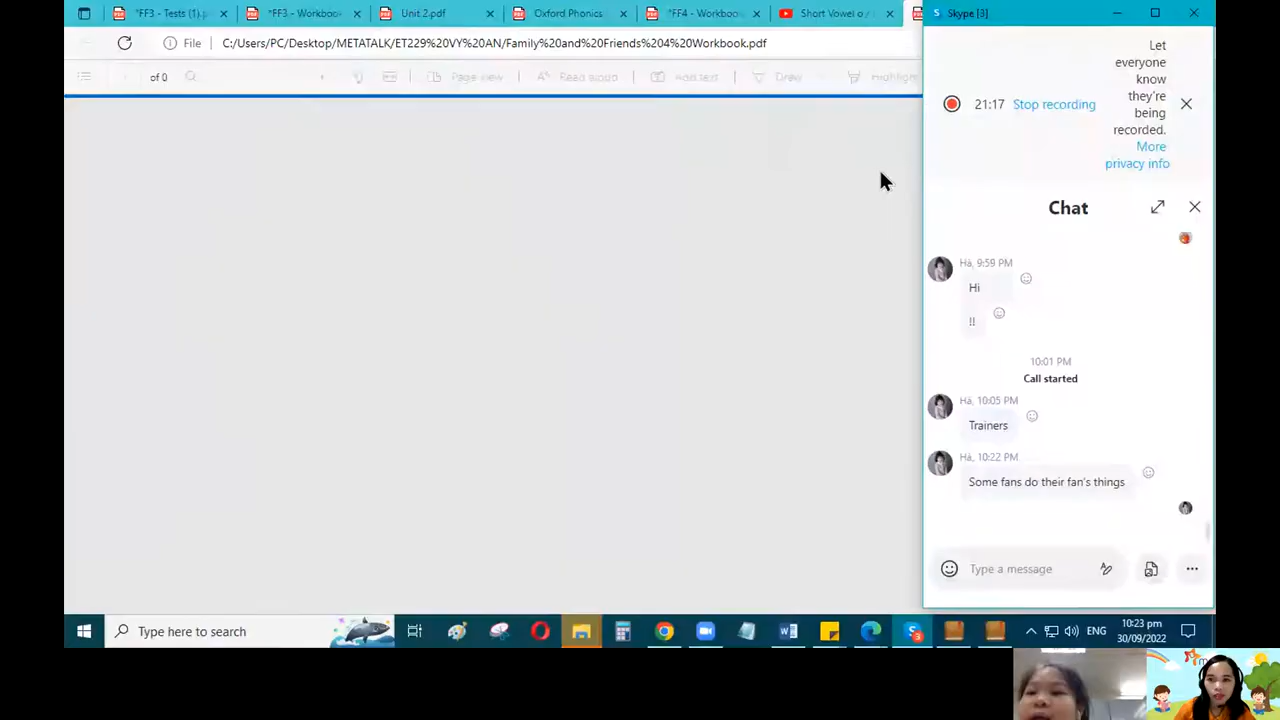 *FF3 - Tests (1).p
*FF3 - Workboo
Unit 2.pdf
Oxford Phonics
*FF4 - Workboo
Short Vowel o /
Skype [3]
File
C:/Users/PC/Desktop/METATALK/ET229%20VY%20AN/Family%20and%20Friends%204%20Workbook.pdf
of 0
Page view
Read aloud
Add text
Draw
Highligh
Let
everyone
know
they're
being
recorded.
More
privacy info
21:17
Stop recording
Chat
Hà, 9:59 PM
Hi
!!
10:01 PM
Call started
Hà, 10:05 PM
Trainers
Hà, 10:22 PM
Some fans do their fan's things
Type a message
Type here to search
ENG
10:23 pm
30/09/2022